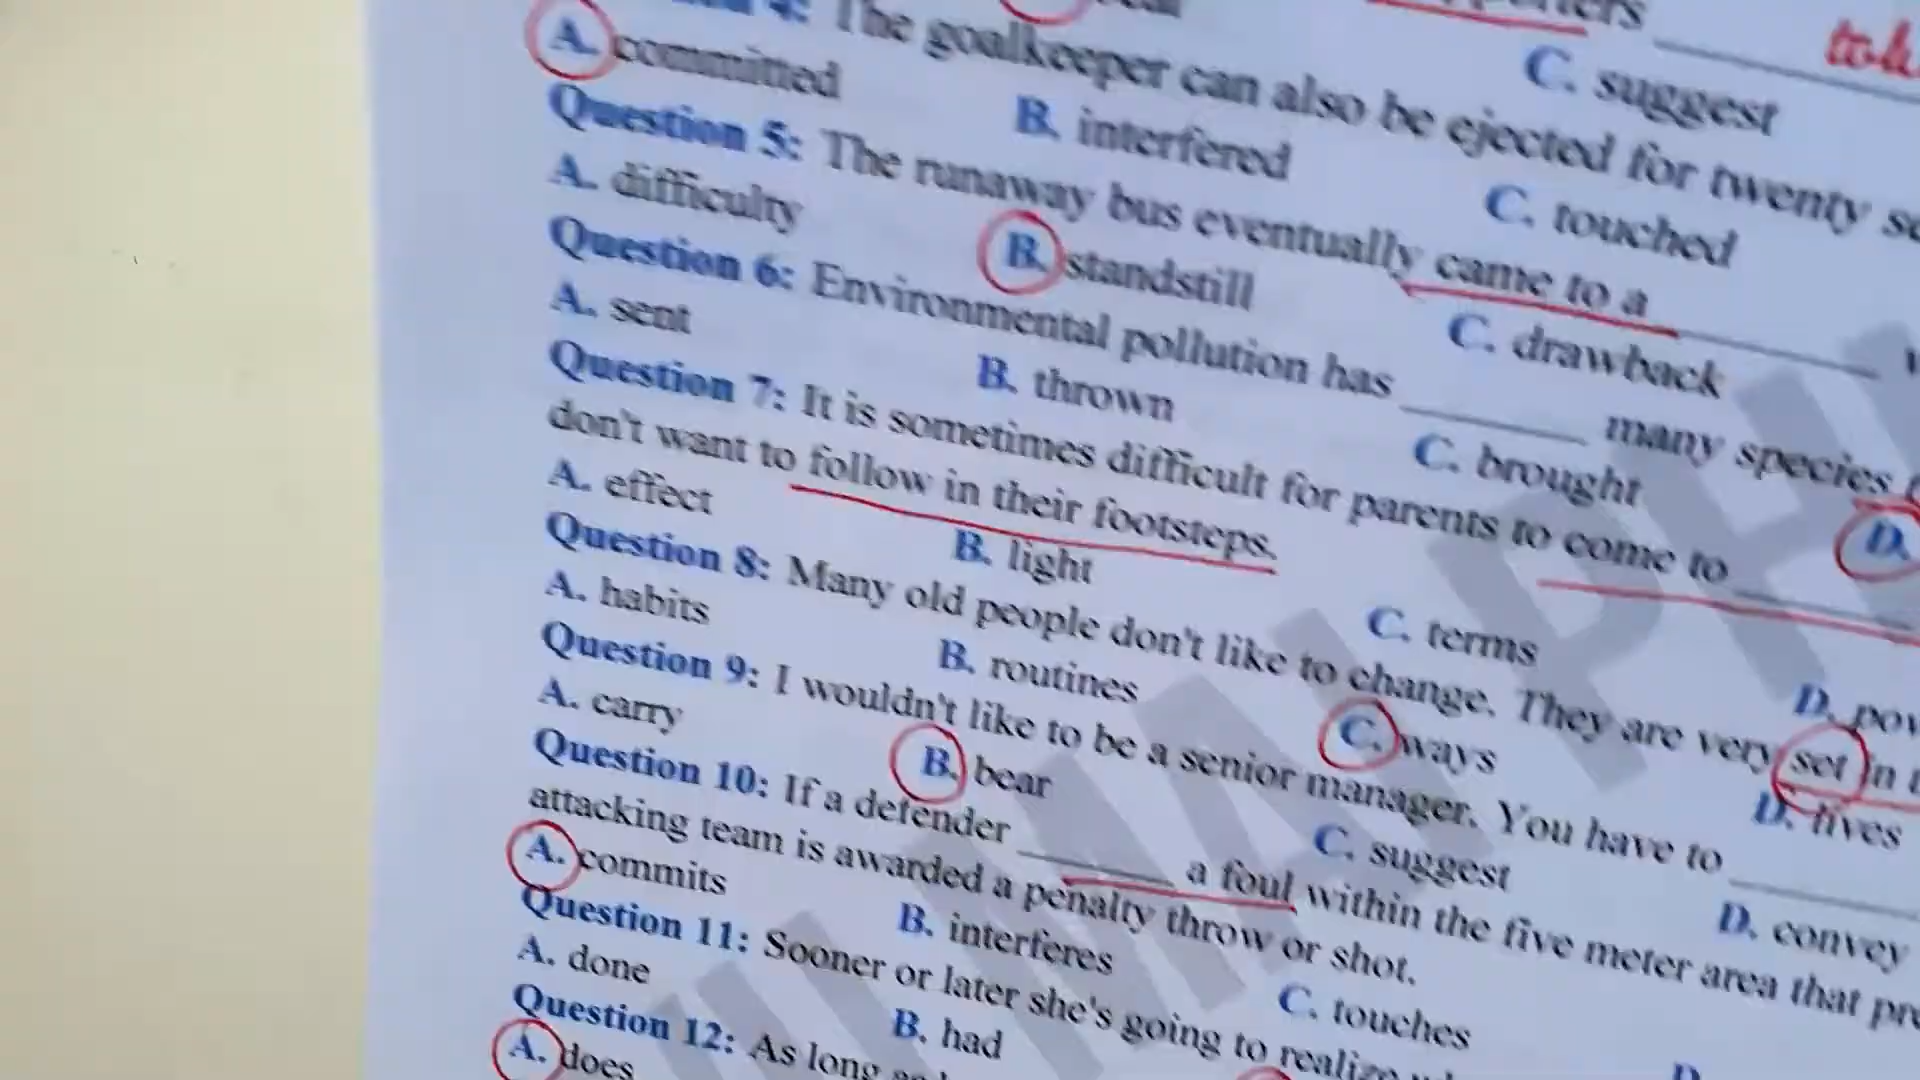 The goalkeeper can also be ejected for twenty
A. committed B. interfered C. suggest
Question 5: The runaway bus eventually came to a C. touched
A. difficulty B. standstill C. drawback
Question 6: Environmental pollution has ______ many species
A. sent B. thrown C. brought D.
Question 7: It is sometimes difficult for parents to come to ______
don't want to follow in their footsteps.
A. effect B. light C. terms D.
Question 8: Many old people don't like to change. They are very set in
A. habits B. routines C. ways D. lives
Question 9: I wouldn't like to be a senior manager. You have to ______
A. carry B. bear C. suggest D. convey
Question 10: If a defender ______ a foul within the five meter area that
attacking team is awarded a penalty throw or shot.
A. commits B. interferes C. touches D.
Question 11: Sooner or later she's going to realize
A. done B. had
Question 12: As long
A. does